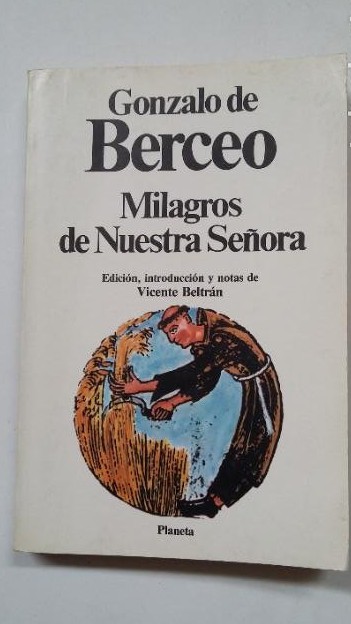 Gonzalo de
Berceo
Milagros
de Nuestra Señora
Edición, introducción y notas de
Vicente Beltrán
Planeta